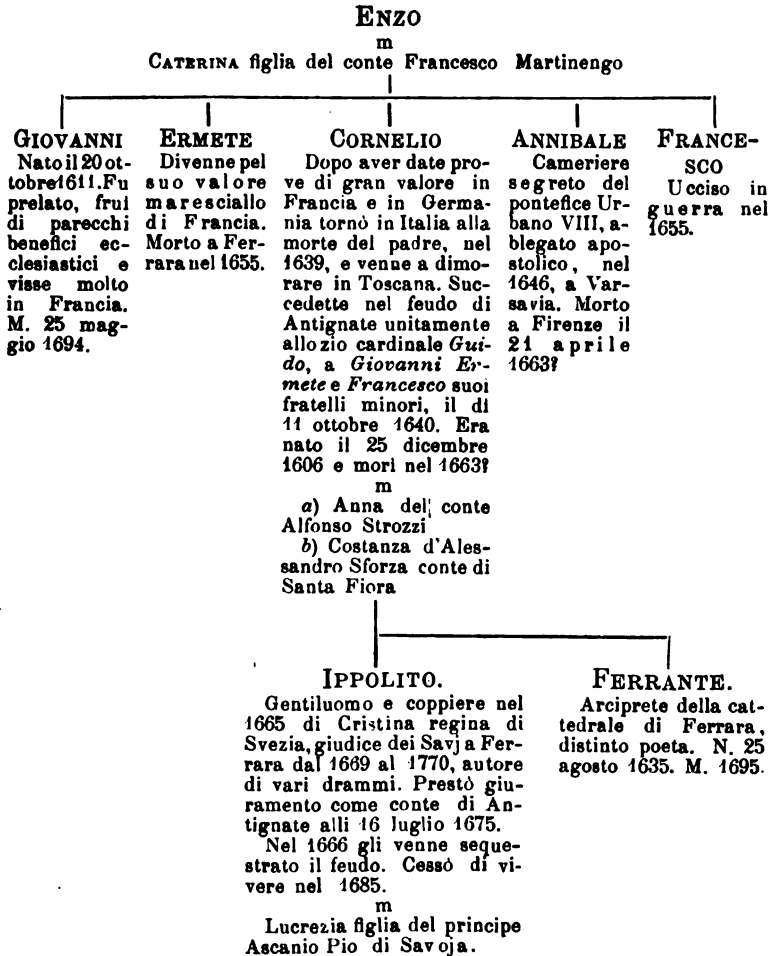 ENZO
m
CATERINA figlia del conte Francesco Martinengo
GIOVANNI
Nato il 20 ot-
tobre 1611. Fu
prelato, fruì
di parecchi
benefici ec-
clesiastici e
visse molto
in Francia.
M. 25 mag-
gio 1694.
ERMETE
Divenne pel
suo valore
maresciallo
di Francia.
Morto a Fer-
rara nel 1655.
CORNELIO
Dopo aver date pro-
ve di gran valore in
Francia e in Germa-
nia tornò in Italia alla
morte del padre, nel
1639, e venne a dimo-
rare in Toscana. Suc-
cedette nel feudo di
Antignate unitamente
allo zio cardinale Gui-
do, a Giovanni Er-
mete e Francesco suoi
fratelli minori, il dì
11 ottobre 1640. Era
nato il 25 dicembre
1606 e morì nel 1663?
m
a) Anna del conte
Alfonso Strozzi
b) Costanza d'Ales-
sandro Sforza conte di
Santa Fiora
ANNIBALE
Cameriere
segreto del
pontefice Ur-
bano VIII, a-
blegato apo-
stolico, nel
1646, a Var-
savia. Morto
a Firenze il
21 aprile
1663?
FRANCE-
SCO
Ucciso in
guerra nel
1655.
IPPOLITO.
Gentiluomo e coppiere nel
1665 di Cristina regina di
Svezia, giudice dei Savj a Fer-
rara dal 1669 al 1770, autore
di vari drammi. Prestò giu-
ramento come conte di An-
tignate alli 16 luglio 1675.
Nel 1666 gli venne seque-
strato il feudo. Cessò di vi-
vere nel 1685.
m
Lucrezia figlia del principe
Ascanio Pio di Savoja.
FERRANTE.
Arciprete della cat-
tedrale di Ferrara,
distinto poeta. N. 25
agosto 1635. M. 1695.